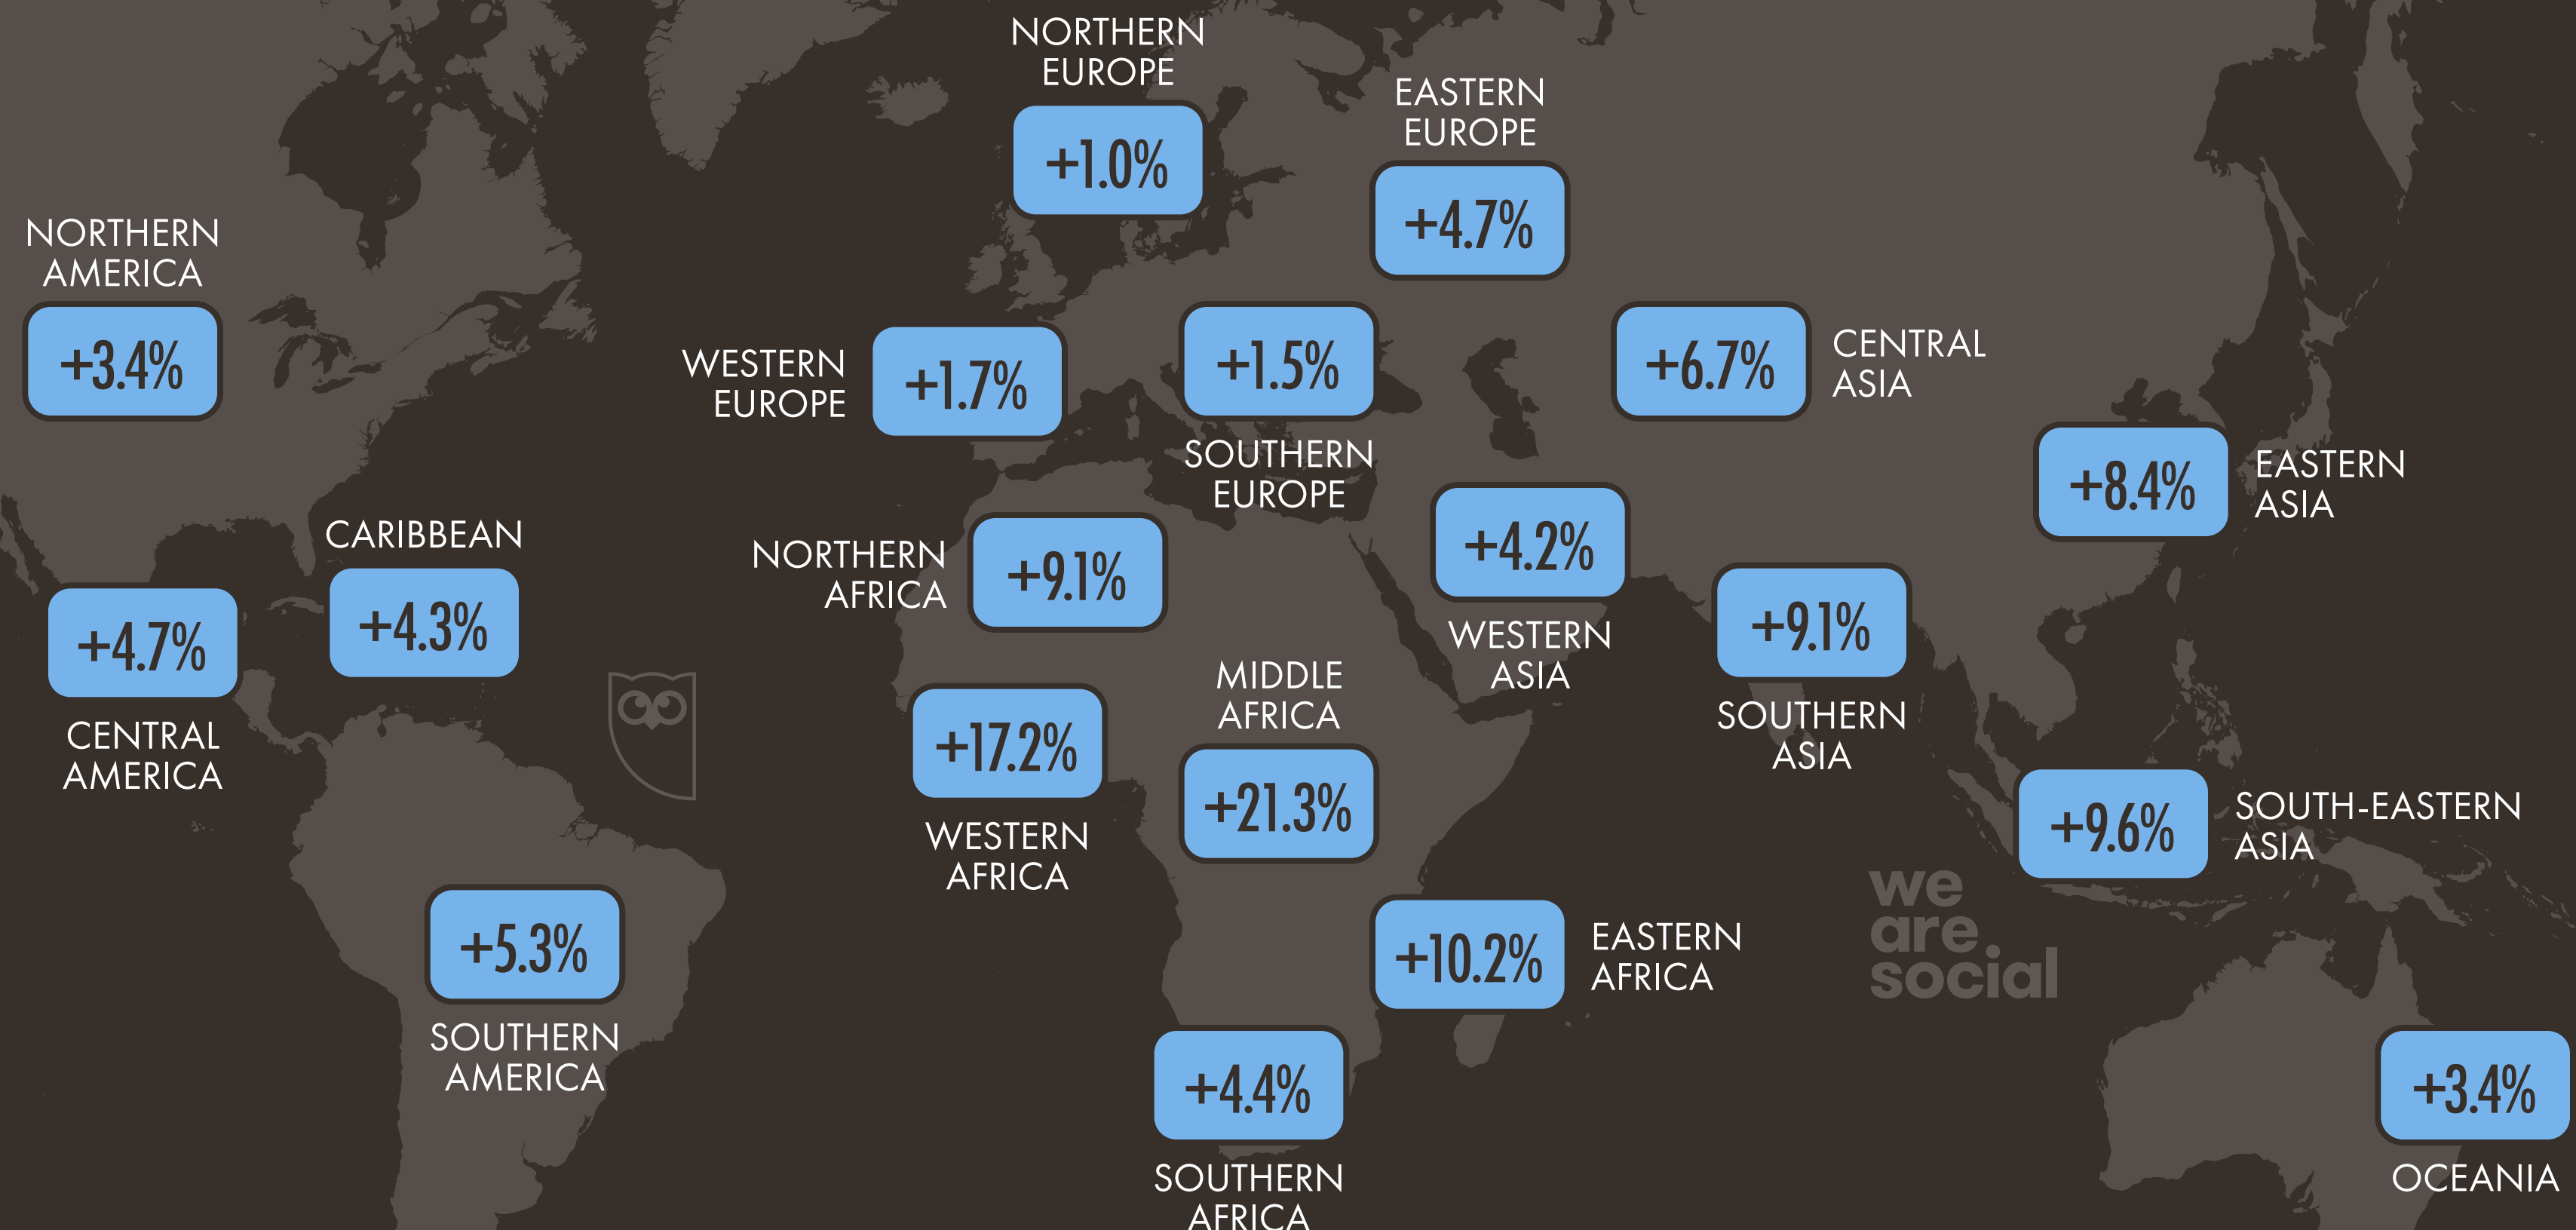 NORTHERN
EUROPE
+1.0%
EASTERN
EUROPE
+4.7%
NORTHERN
AMERICA
+3.4%
WESTERN
EUROPE
+1.7%
+1.5%
SOUTHERN
EUROPE
+6.7%
CENTRAL
ASIA
+8.4%
EASTERN
ASIA
CARIBBEAN
+4.3%
+4.7%
CENTRAL
AMERICA
NORTHERN
AFRICA
+9.1%
+4.2%
WESTERN
ASIA
+9.1%
SOUTHERN
ASIA
+17.2%
WESTERN
AFRICA
MIDDLE
AFRICA
+21.3%
+9.6%
SOUTH-EASTERN
ASIA
+5.3%
SOUTHERN
AMERICA
+10.2%
EASTERN
AFRICA
we
are.
social
+4.4%
SOUTHERN
AFRICA
+3.4%
OCEANIA